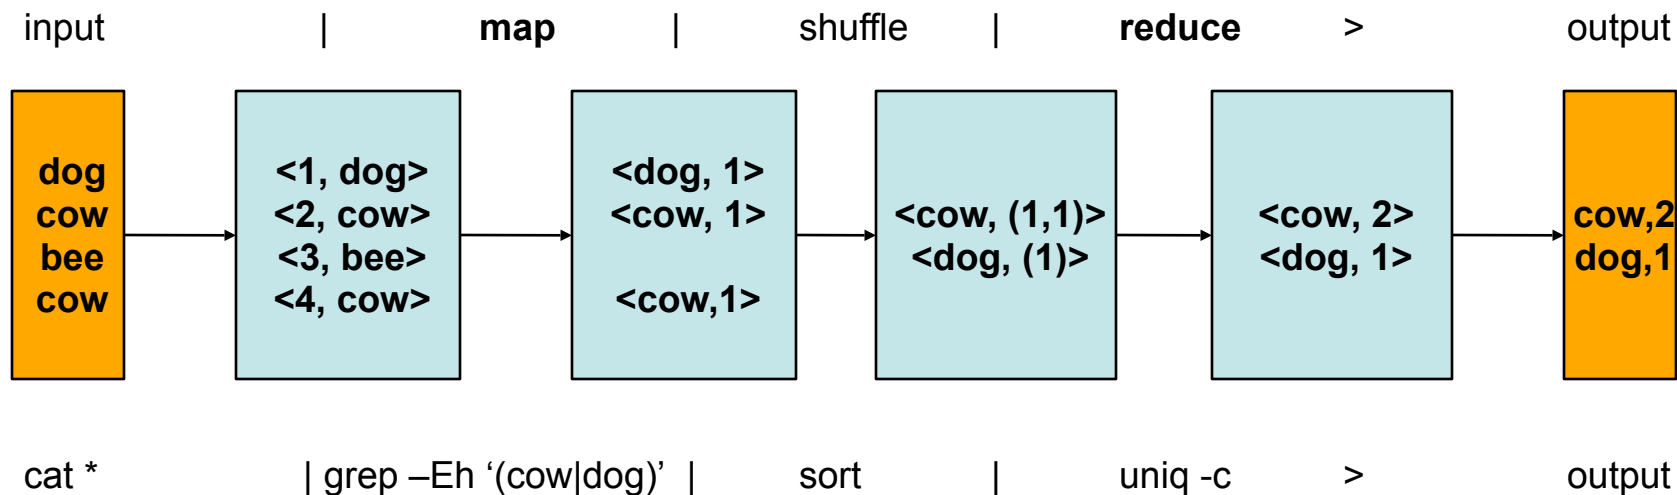 input | map | shuffle | reduce > output
dog
cow
bee
cow
<1, dog>
<2, cow>
<3, bee>
<4, cow>
<dog, 1>
<cow, 1>
<cow,1>
<cow, (1,1)>
<dog, (1)>
<cow, 2>
<dog, 1>
cow,2
dog,1
cat * | grep –Eh ‘(cow|dog)’ | sort | uniq -c > output